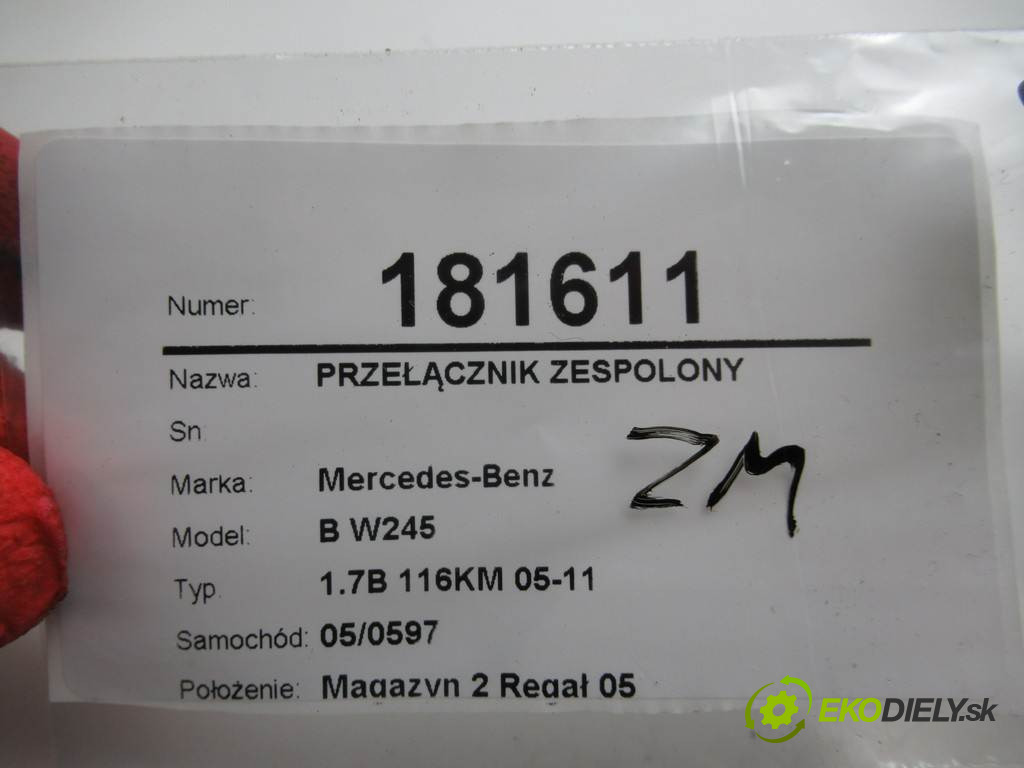 Numer: 181611
Nazwa: PRZEŁĄCZNIK ZESPOLONY
Sn
Marka: Mercedes-Benz
ZM
Model: B W245
Typ. 1.7B 116KM 05-11
Samochód: 05/0597
Położenie: Magazyn 2 Regał 05
EKODIELY.sk